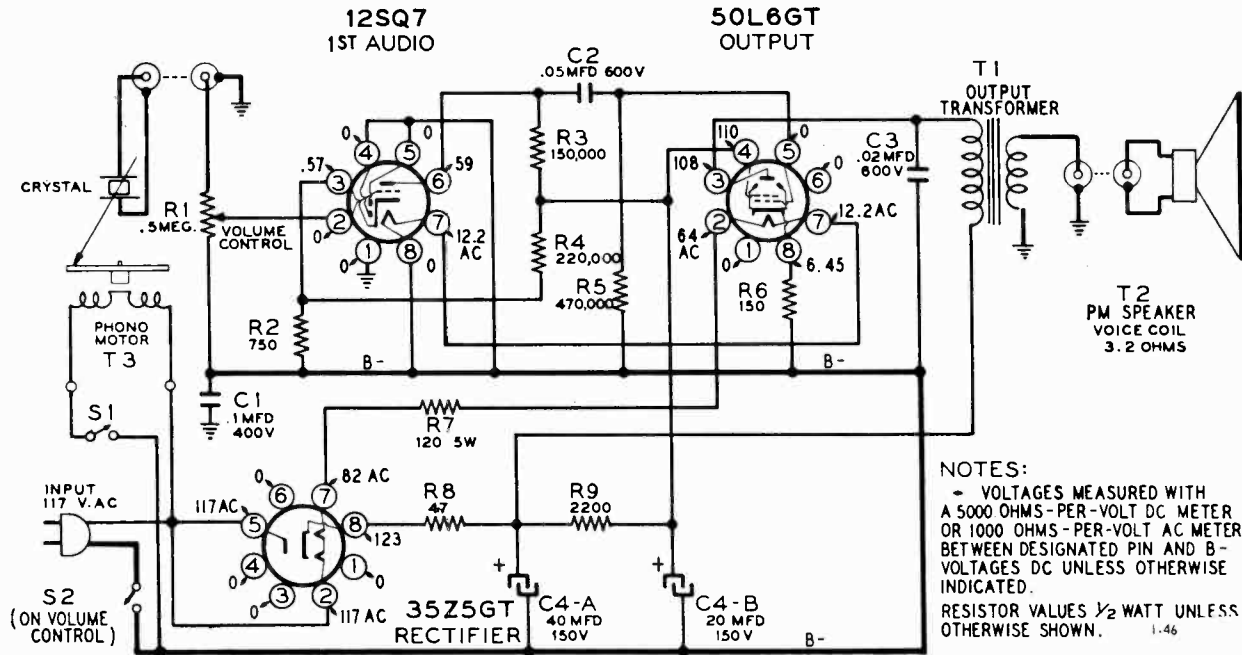 12SQ7
1ST AUDIO
50L6GT
OUTPUT
C2
.05MFD 600V
T1
OUTPUT
TRANSFORMER
CRYSTAL
R1
.5MEG.
VOLUME
CONTROL
0
4
5
0
.57
3
6
59
2
0
7
12.2
AC
1
0
8
0
R3
150,000
R4
220,000
R5
470,000
R2
750
110
4
5
0
108
3
6
0
2
64
AC
7
12.2AC
1
0
8
6.45
R6
150
C3
.02MFD
600V
T2
PM SPEAKER
VOICE COIL
3.2 OHMS
PHONO
MOTOR
T3
S1
C1
.1MFD
400V
B-
B-
R7
120 5W
INPUT
117 V.AC
S2
(ON VOLUME
CONTROL)
0
6
7
82 AC
117AC
5
8
123
4
0
1
0
3
0
2
117AC
35Z5GT
RECTIFIER
R8
47
R9
2200
+
C4-A
40 MFD
150V
+
C4-B
20 MFD
150V
B-
NOTES:
• VOLTAGES MEASURED WITH
A 5000 OHMS-PER-VOLT DC METER
OR 1000 OHMS-PER-VOLT AC METER
BETWEEN DESIGNATED PIN AND B-
VOLTAGES DC UNLESS OTHERWISE
INDICATED.
RESISTOR VALUES ½ WATT UNLESS
OTHERWISE SHOWN.
1-46